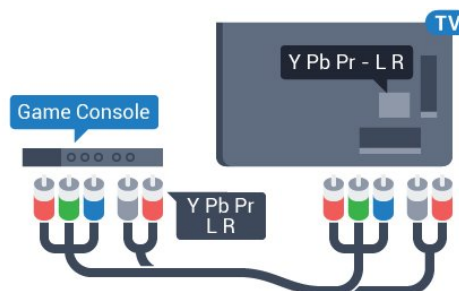 TV
Y Pb Pr - L R
Game Console
Y Pb Pr
L R